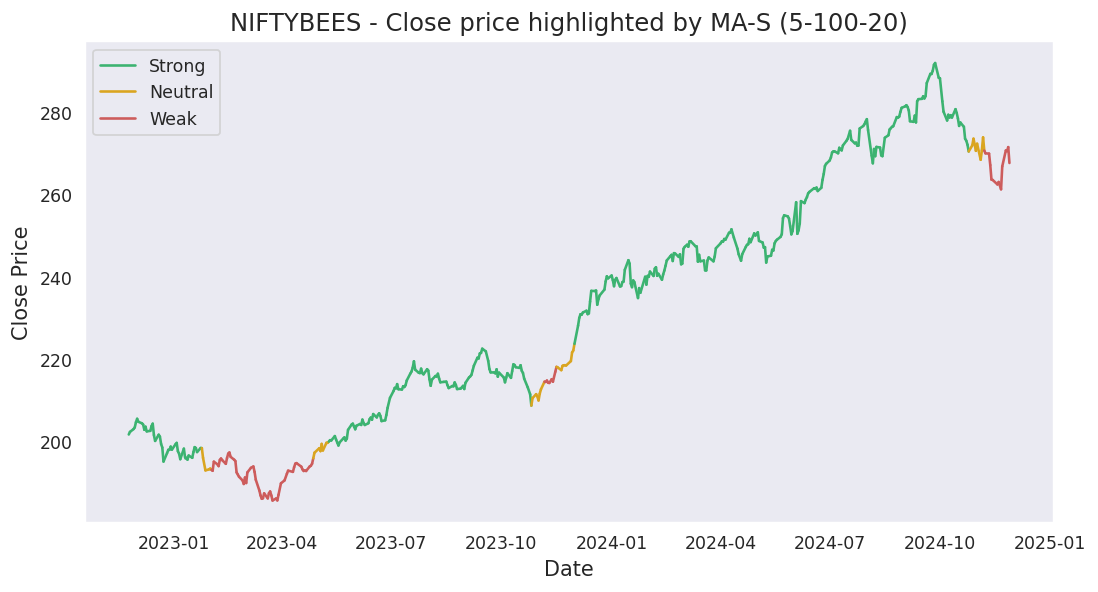 NIFTYBEES - Close price highlighted by MA-S (5-100-20)
Strong
Neutral
Weak
Close Price
280
260
240
220
200
2023-01 2023-04 2023-07 2023-10 2024-01 2024-04 2024-07 2024-10 2025-01
Date